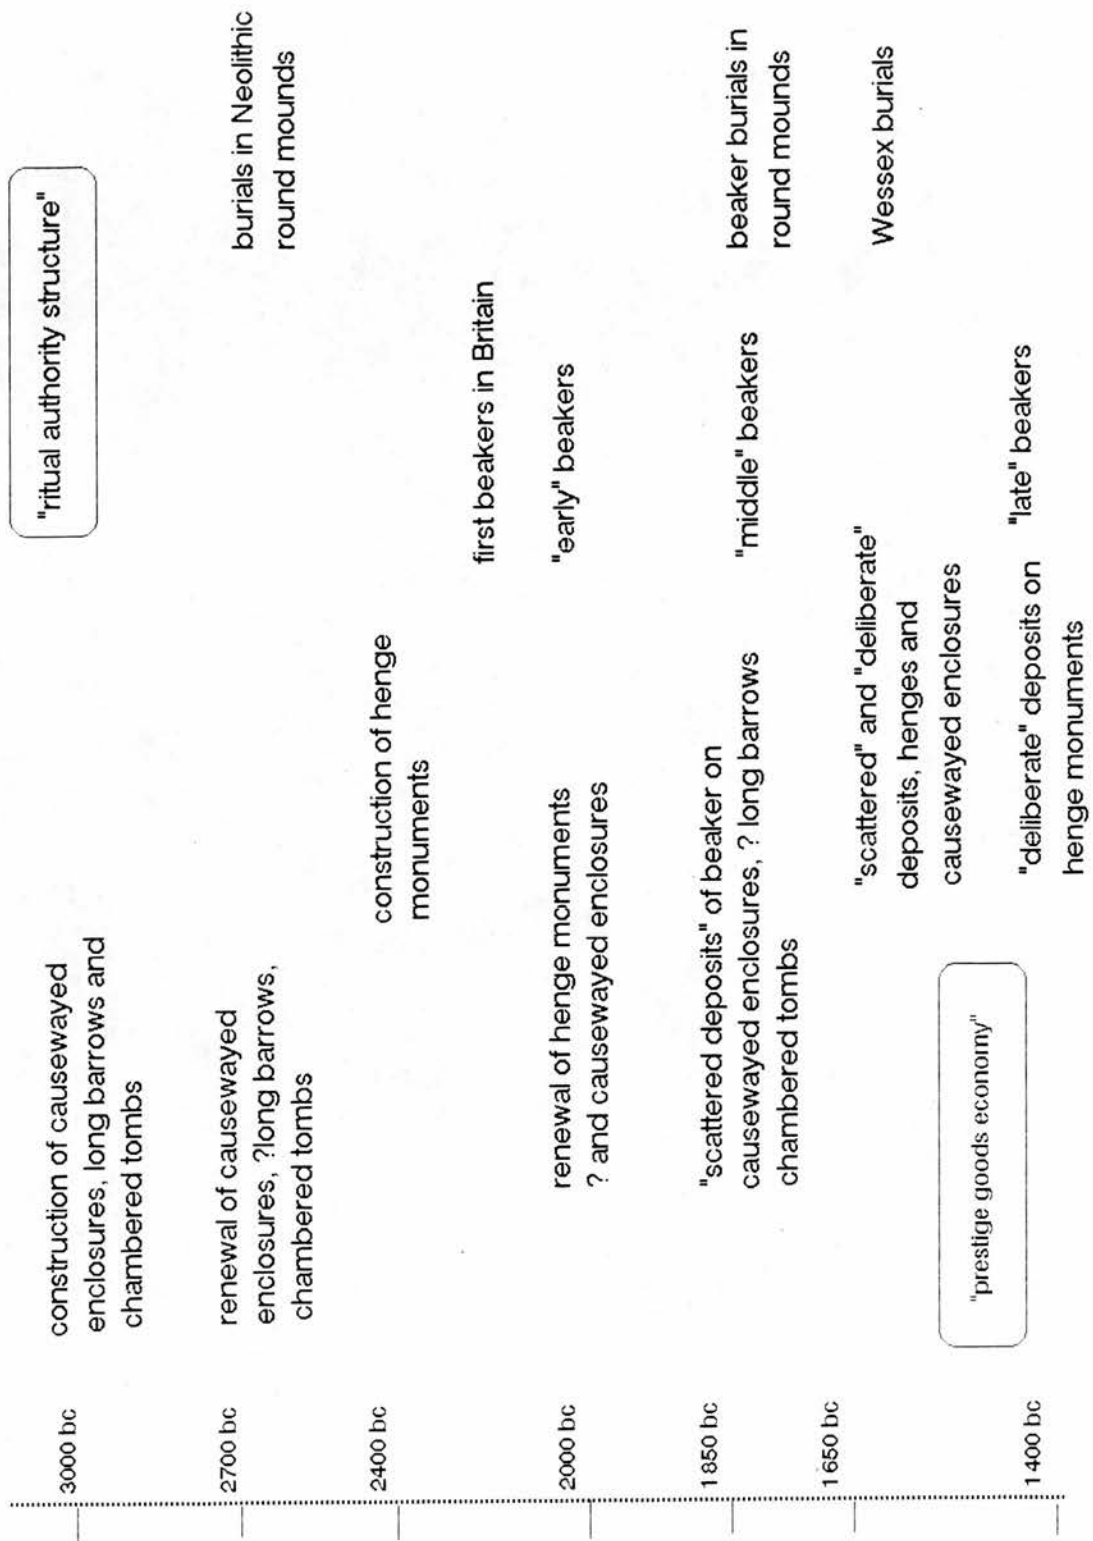 "ritual authority structure"
3000 bc
construction of causewayed
enclosures, long barrows and
chambered tombs
2700 bc
renewal of causewayed
enclosures, ?long barrows,
chambered tombs
burials in Neolithic
round mounds
2400 bc
construction of henge
monuments
first beakers in Britain
2000 bc
renewal of henge monuments
? and causewayed enclosures
"early" beakers
1850 bc
"scattered deposits" of beaker on
causewayed enclosures, ? long barrows
chambered tombs
"middle" beakers
beaker burials in
round mounds
1650 bc
"scattered" and "deliberate"
deposits, henges and
causewayed enclosures
Wessex burials
"prestige goods economy"
1400 bc
"deliberate" deposits on
henge monuments
"late" beakers